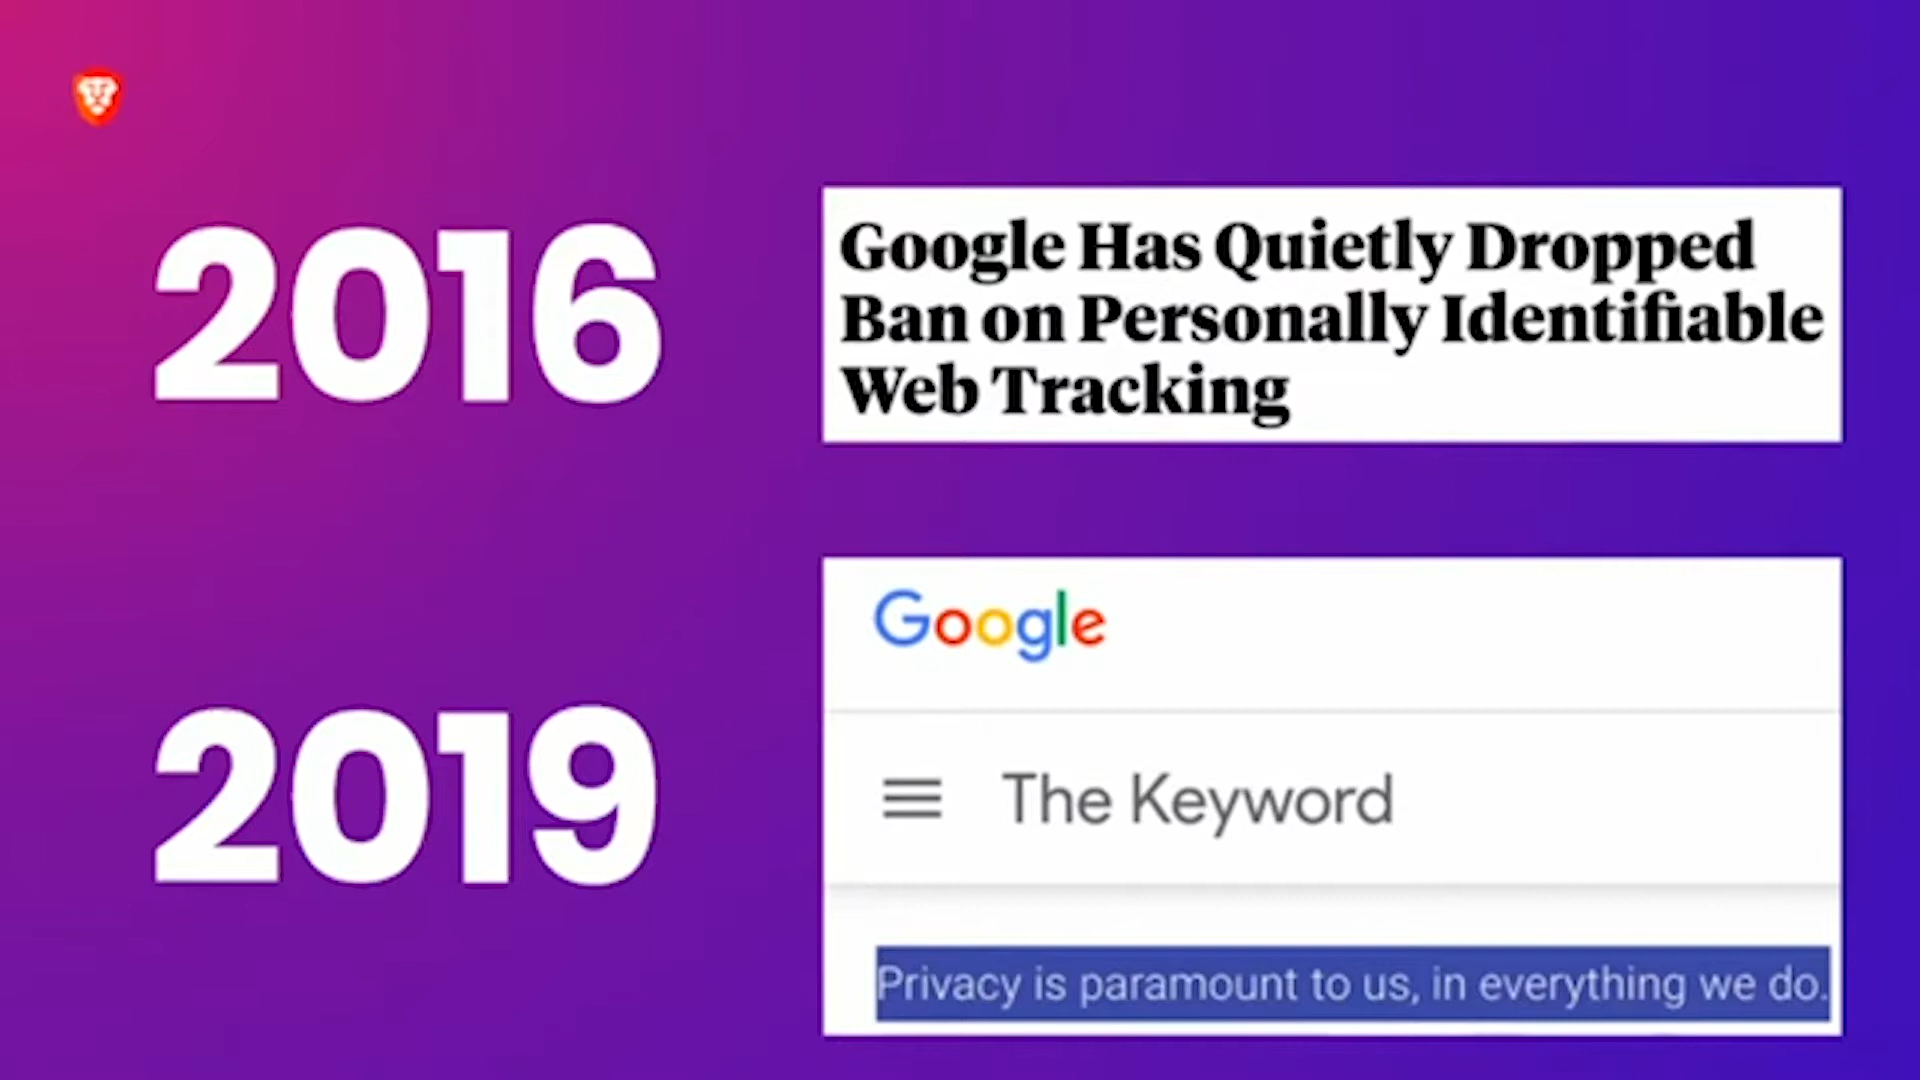 2016
Google Has Quietly Dropped
Ban on Personally Identifiable
Web Tracking
2019
Google
The Keyword
Privacy is paramount to us, in everything we do.